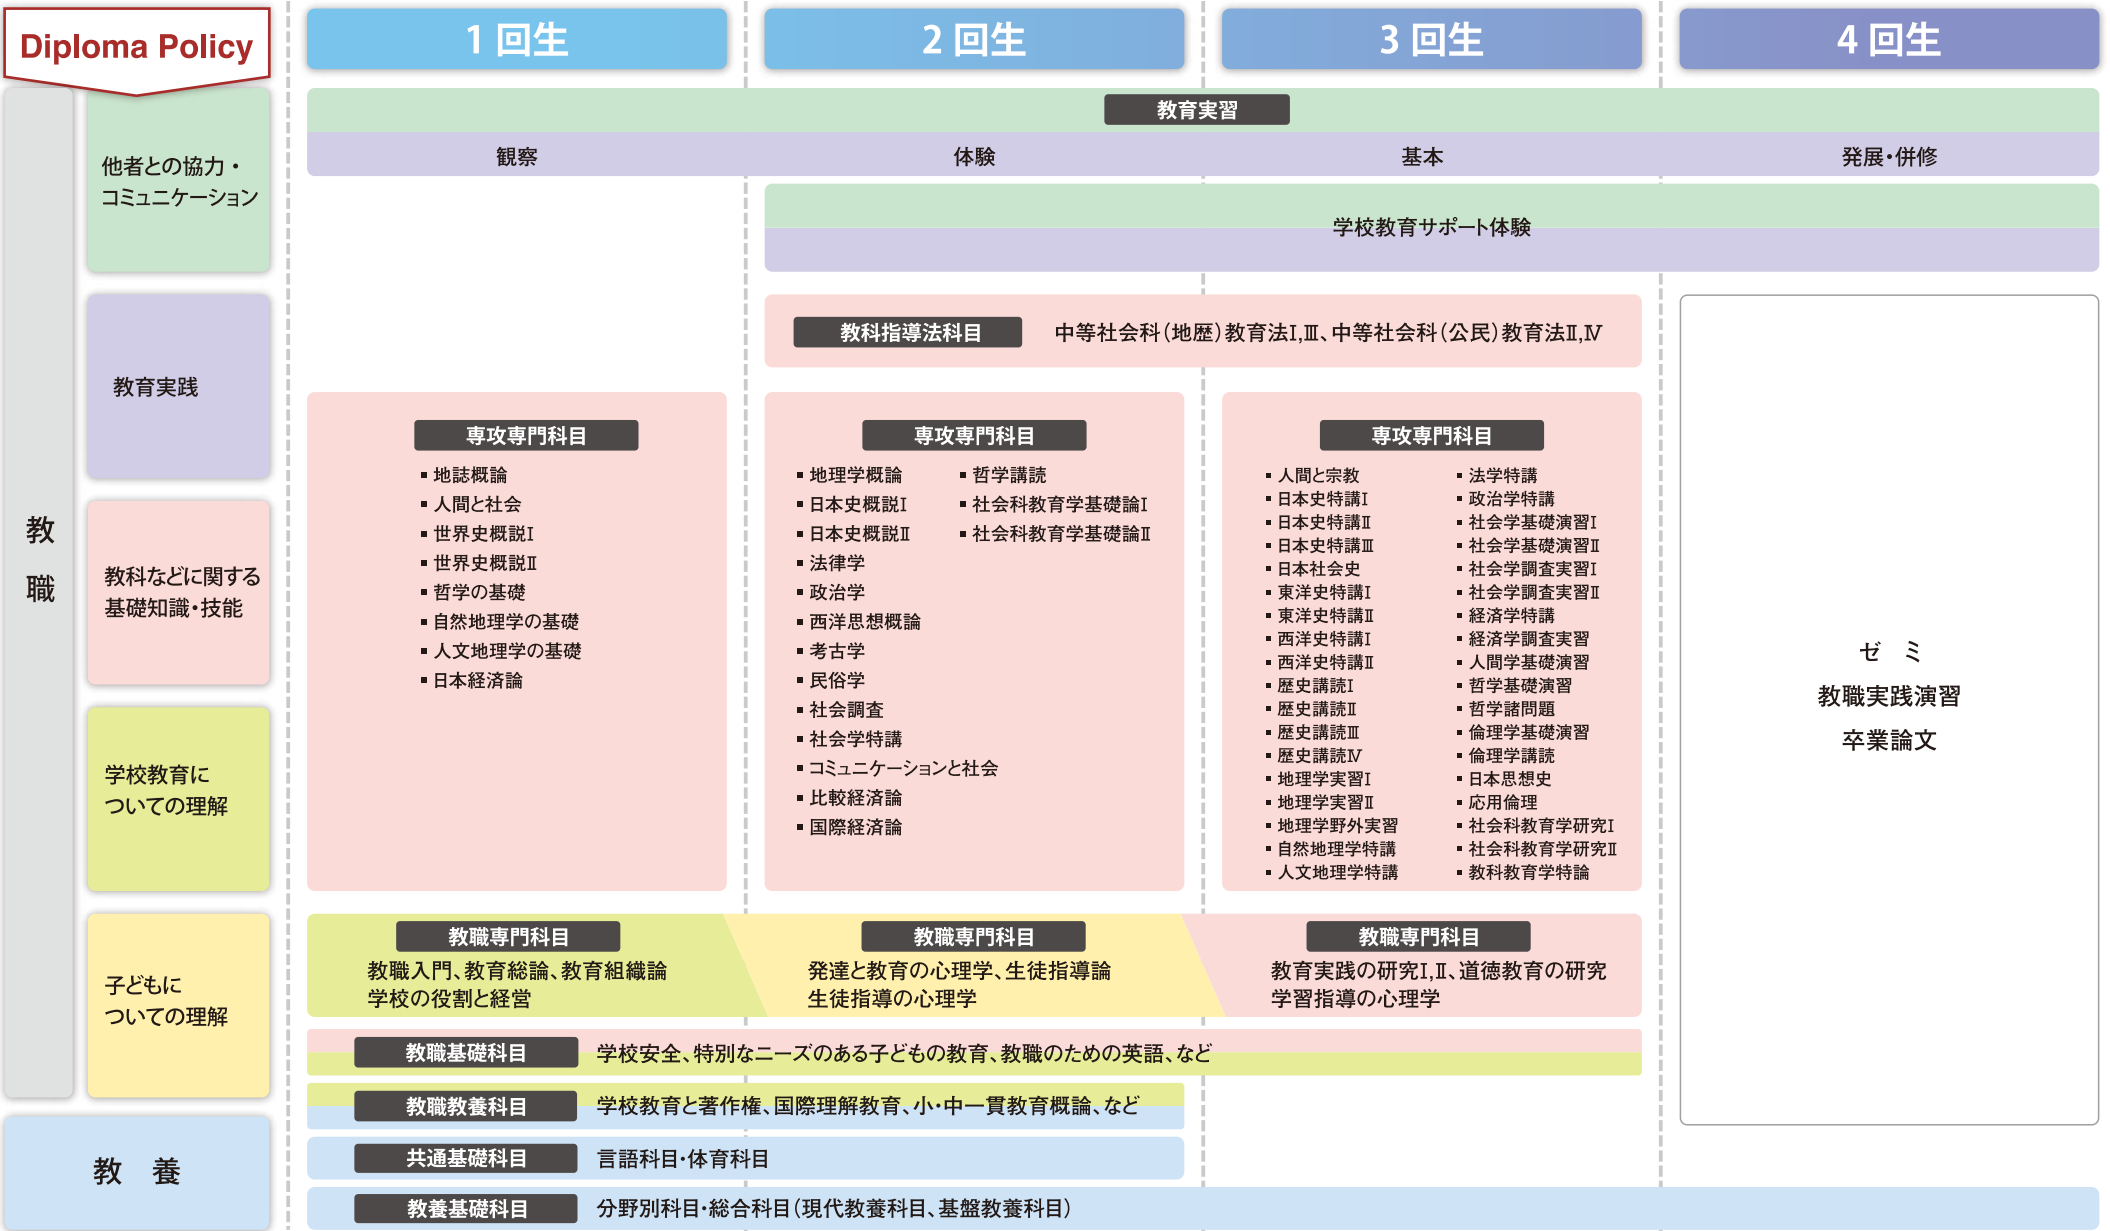 Diploma Policy
1 回生
2 回生
3 回生
4 回生
教職
他者との協力・
コミュニケーション
教育実践
教科などに関する
基礎知識・技能
学校教育に
ついての理解
子どもに
ついての理解
教 養
教育実習
観察
体験
基本
発展・併修
学校教育サポート体験
教科指導法科目
中等社会科(地歴)教育法Ⅰ,Ⅲ、中等社会科(公民)教育法Ⅱ,Ⅳ
専攻専門科目
▪ 地誌概論
▪ 人間と社会
▪ 世界史概説Ⅰ
▪ 世界史概説Ⅱ
▪ 哲学の基礎
▪ 自然地理学の基礎
▪ 人文地理学の基礎
▪ 日本経済論
専攻専門科目
▪ 地理学概論
▪ 日本史概説Ⅰ
▪ 日本史概説Ⅱ
▪ 法律学
▪ 政治学
▪ 西洋思想概論
▪ 考古学
▪ 民俗学
▪ 社会調査
▪ 社会学特講
▪ コミュニケーションと社会
▪ 比較経済論
▪ 国際経済論
▪ 哲学講読
▪ 社会科教育学基礎論Ⅰ
▪ 社会科教育学基礎論Ⅱ
専攻専門科目
▪ 人間と宗教
▪ 日本史特講Ⅰ
▪ 日本史特講Ⅱ
▪ 日本史特講Ⅲ
▪ 日本社会史
▪ 東洋史特講Ⅰ
▪ 東洋史特講Ⅱ
▪ 西洋史特講Ⅰ
▪ 西洋史特講Ⅱ
▪ 歴史講読Ⅰ
▪ 歴史講読Ⅱ
▪ 歴史講読Ⅲ
▪ 歴史講読Ⅳ
▪ 地理学実習Ⅰ
▪ 地理学実習Ⅱ
▪ 地理学野外実習
▪ 自然地理学特講
▪ 人文地理学特講
▪ 法学特講
▪ 政治学特講
▪ 社会学基礎演習Ⅰ
▪ 社会学基礎演習Ⅱ
▪ 社会学調査実習Ⅰ
▪ 社会学調査実習Ⅱ
▪ 経済学特講
▪ 経済学調査実習
▪ 人間学基礎演習
▪ 哲学基礎演習
▪ 哲学諸問題
▪ 倫理学基礎演習
▪ 倫理学講読
▪ 日本思想史
▪ 応用倫理
▪ 社会科教育学研究Ⅰ
▪ 社会科教育学研究Ⅱ
▪ 教科教育学特論
ゼ ミ
教職実践演習
卒業論文
教職専門科目
教職入門、教育総論、教育組織論
学校の役割と経営
教職専門科目
発達と教育の心理学、生徒指導論
生徒指導の心理学
教職専門科目
教育実践の研究Ⅰ,Ⅱ、道徳教育の研究
学習指導の心理学
教職基礎科目
学校安全、特別なニーズのある子どもの教育、教職のための英語、など
教職教養科目
学校教育と著作権、国際理解教育、小・中一貫教育概論、など
共通基礎科目
言語科目・体育科目
教養基礎科目
分野別科目・総合科目(現代教養科目、基盤教養科目)